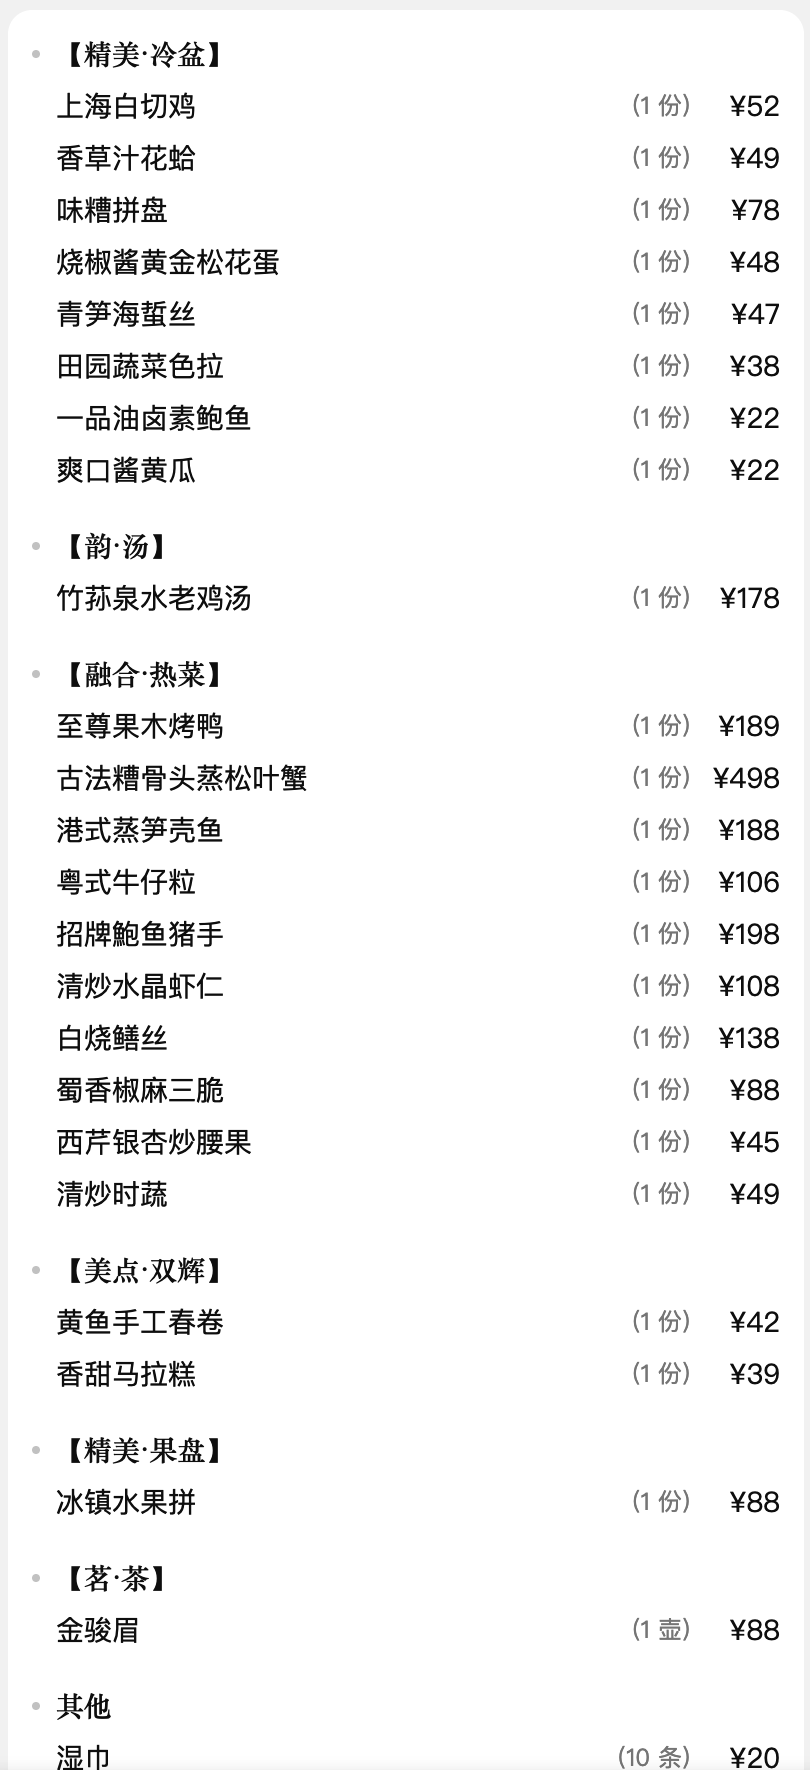 【精美·冷盆】
上海白切鸡 (1 份) ¥52
香草汁花蛤 (1 份) ¥49
味糟拼盘 (1 份) ¥78
烧椒酱黄金松花蛋 (1 份) ¥48
青笋海蜇丝 (1 份) ¥47
田园蔬菜色拉 (1 份) ¥38
一品油卤素鲍鱼 (1 份) ¥22
爽口酱黄瓜 (1 份) ¥22
【韵·汤】
竹荪泉水老鸡汤 (1 份) ¥178
【融合·热菜】
至尊果木烤鸭 (1 份) ¥189
古法糟骨头蒸松叶蟹 (1 份) ¥498
港式蒸笋壳鱼 (1 份) ¥188
粤式牛仔粒 (1 份) ¥106
招牌鮑鱼猪手 (1 份) ¥198
清炒水晶虾仁 (1 份) ¥108
白烧鳝丝 (1 份) ¥138
蜀香椒麻三脆 (1 份) ¥88
西芹银杏炒腰果 (1 份) ¥45
清炒时蔬 (1 份) ¥49
【美点·双辉】
黄鱼手工春卷 (1 份) ¥42
香甜马拉糕 (1 份) ¥39
【精美·果盘】
冰镇水果拼 (1 份) ¥88
【茗·茶】
金骏眉 (1 壶) ¥88
其他
湿巾 (10 条) ¥20